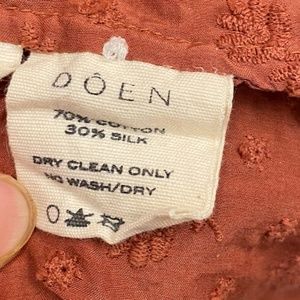 DÔEN
70% COTTON
30% SILK
DRY CLEAN ONLY
NO WASH/DRY